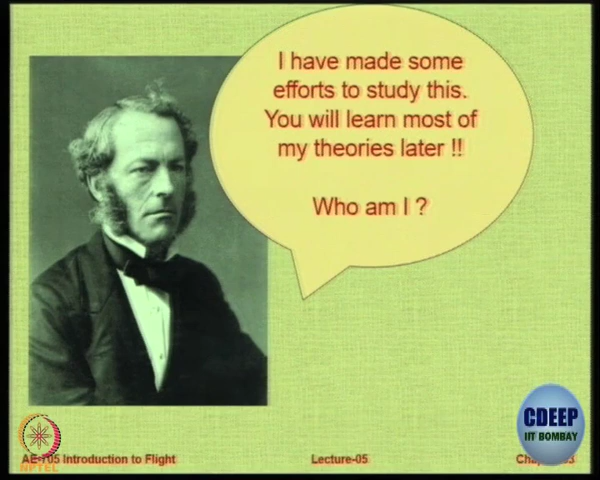 I have made some
efforts to study this.
You will learn most of
my theories later !!
Who am I ?
CDEEP
IIT BOMBAY
AE-705 Introduction to Flight
Lecture-05
NPTEL